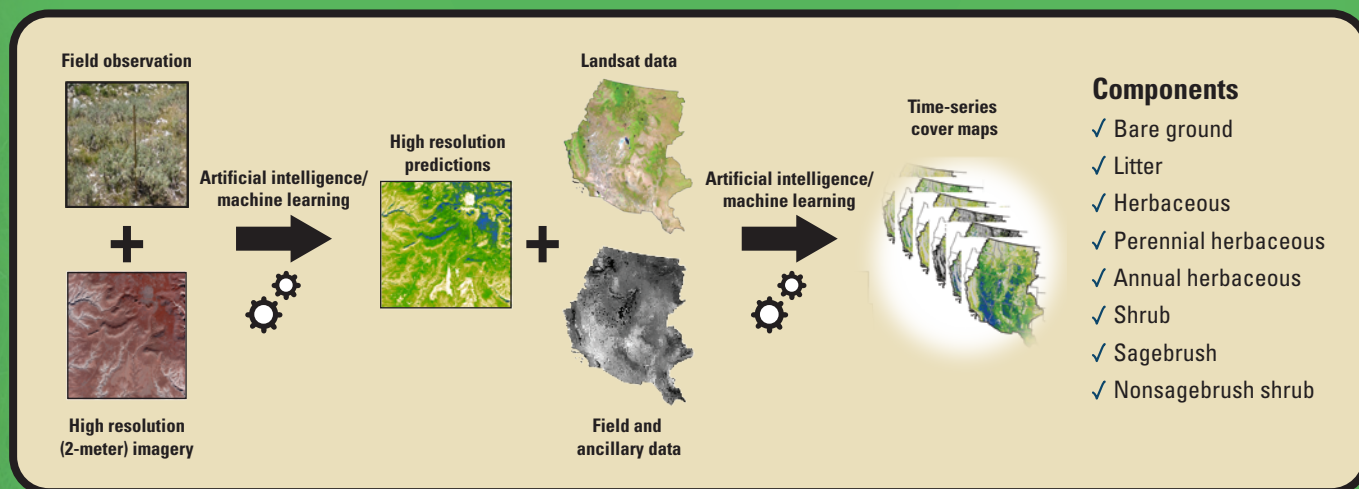 Field observation
High resolution
(2-meter) imagery
Artificial intelligence/
machine learning
High resolution
predictions
Landsat data
Field and
ancillary data
Artificial intelligence/
machine learning
Time-series
cover maps
Components
✓ Bare ground
✓ Litter
✓ Herbaceous
✓ Perennial herbaceous
✓ Annual herbaceous
✓ Shrub
✓ Sagebrush
✓ Nonsagebrush shrub